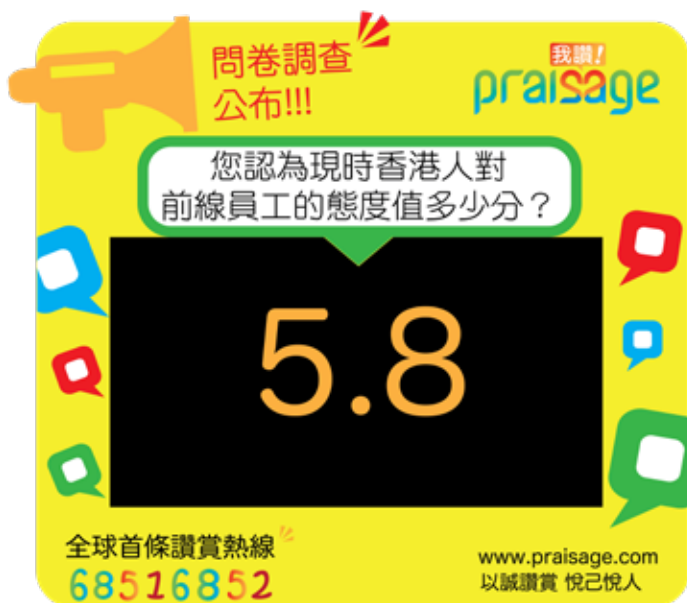 問卷調查
公布!!!
我讚!
praisage
您認為現時香港人對
前線員工的態度值多少分？
5.8
全球首條讚賞熱線
68516852
www.praisage.com
以誠讚賞 悅己悅人